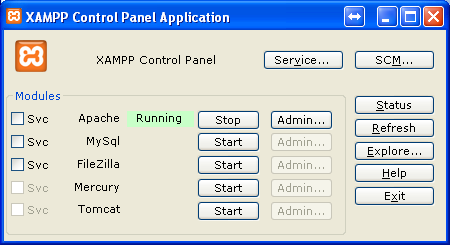 XAMPP Control Panel Application
XAMPP Control Panel Service... SCM...
Modules
Svc Apache Running Stop Admin...
Svc MySql Start Admin...
Svc FileZilla Start Admin...
Svc Mercury Start Admin...
Svc Tomcat Start Admin...
Status
Refresh
Explore...
Help
Exit